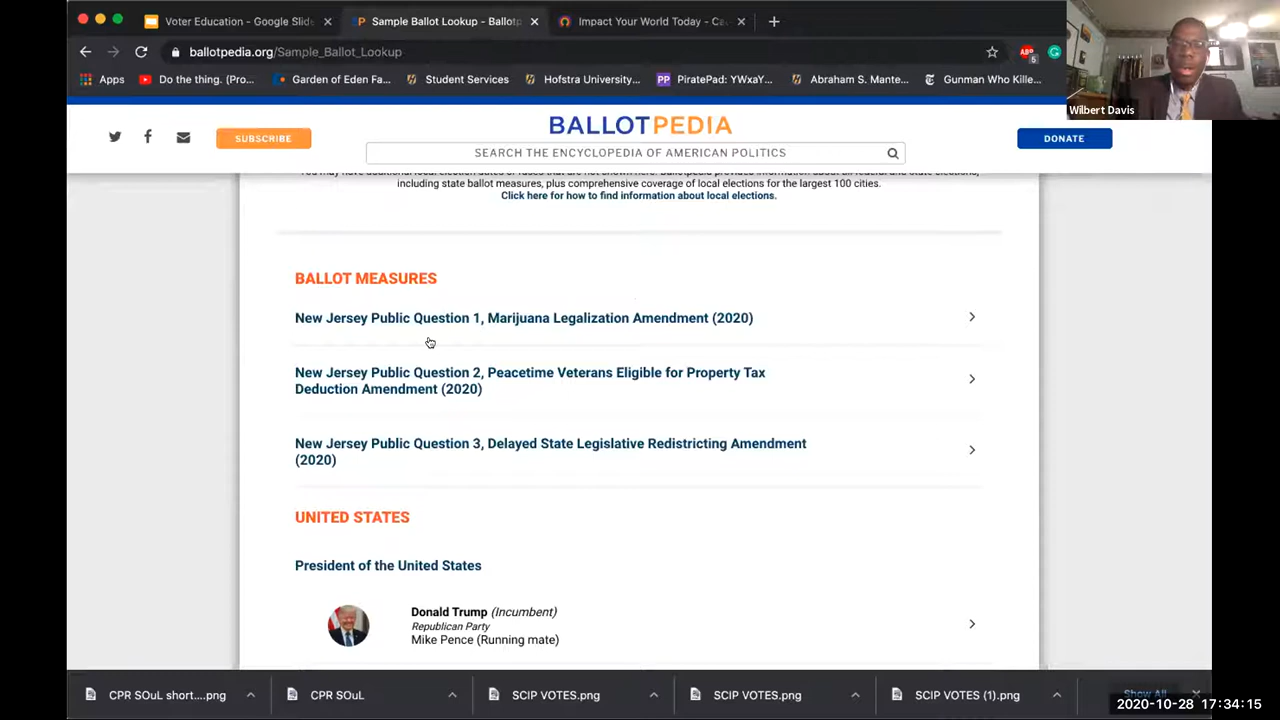 Voter Education - Google Slide
Sample Ballot Lookup - Ballotp
Impact Your World Today - Ca
ballotpedia.org/Sample_Ballot_Lookup
ABP
5
Apps
Do the thing. (Pro...
Garden of Eden Fa...
Student Services
Hofstra University...
PP
PiratePad: YWxaY...
Abraham S. Mante...
Gunman Who Kille...
Wilbert Davis
SUBSCRIBE
BALLOTPEDIA
SEARCH THE ENCYCLOPEDIA OF AMERICAN POLITICS
DONATE
including state ballot measures, plus comprehensive coverage of local elections for the largest 100 cities.
Click here for how to find information about local elections.
BALLOT MEASURES
New Jersey Public Question 1, Marijuana Legalization Amendment (2020)
New Jersey Public Question 2, Peacetime Veterans Eligible for Property Tax
Deduction Amendment (2020)
New Jersey Public Question 3, Delayed State Legislative Redistricting Amendment
(2020)
UNITED STATES
President of the United States
Donald Trump (Incumbent)
Republican Party
Mike Pence (Running mate)
CPR SOuL short....png
CPR SOuL
SCIP VOTES.png
SCIP VOTES.png
SCIP VOTES (1).png
Show All
2020-10-28 17:34:15